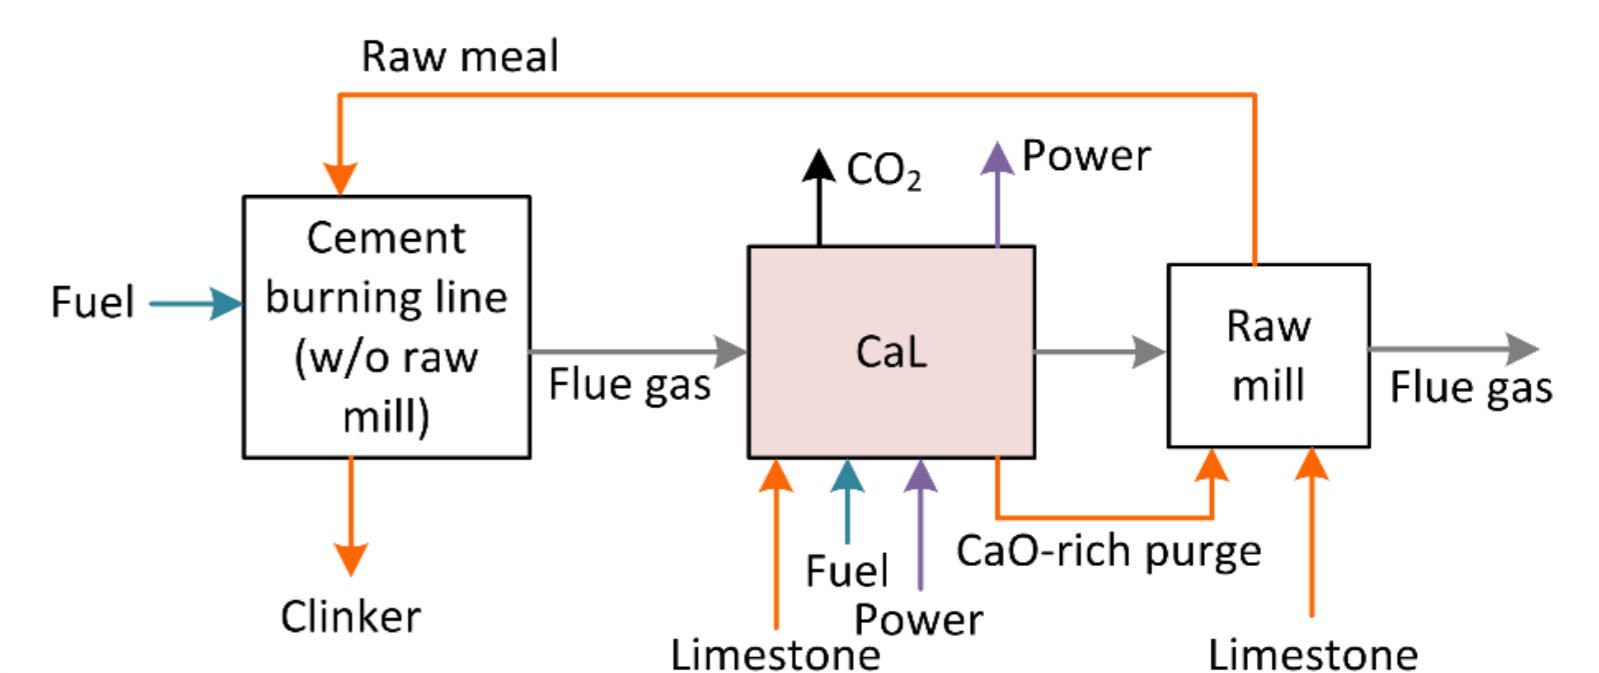 Raw meal
CO₂
Power
Cement
burning line
(w/o raw
mill)
Fuel
Flue gas
CaL
Raw
mill
Flue gas
CaO-rich purge
Fuel
Power
Limestone
Limestone
Clinker